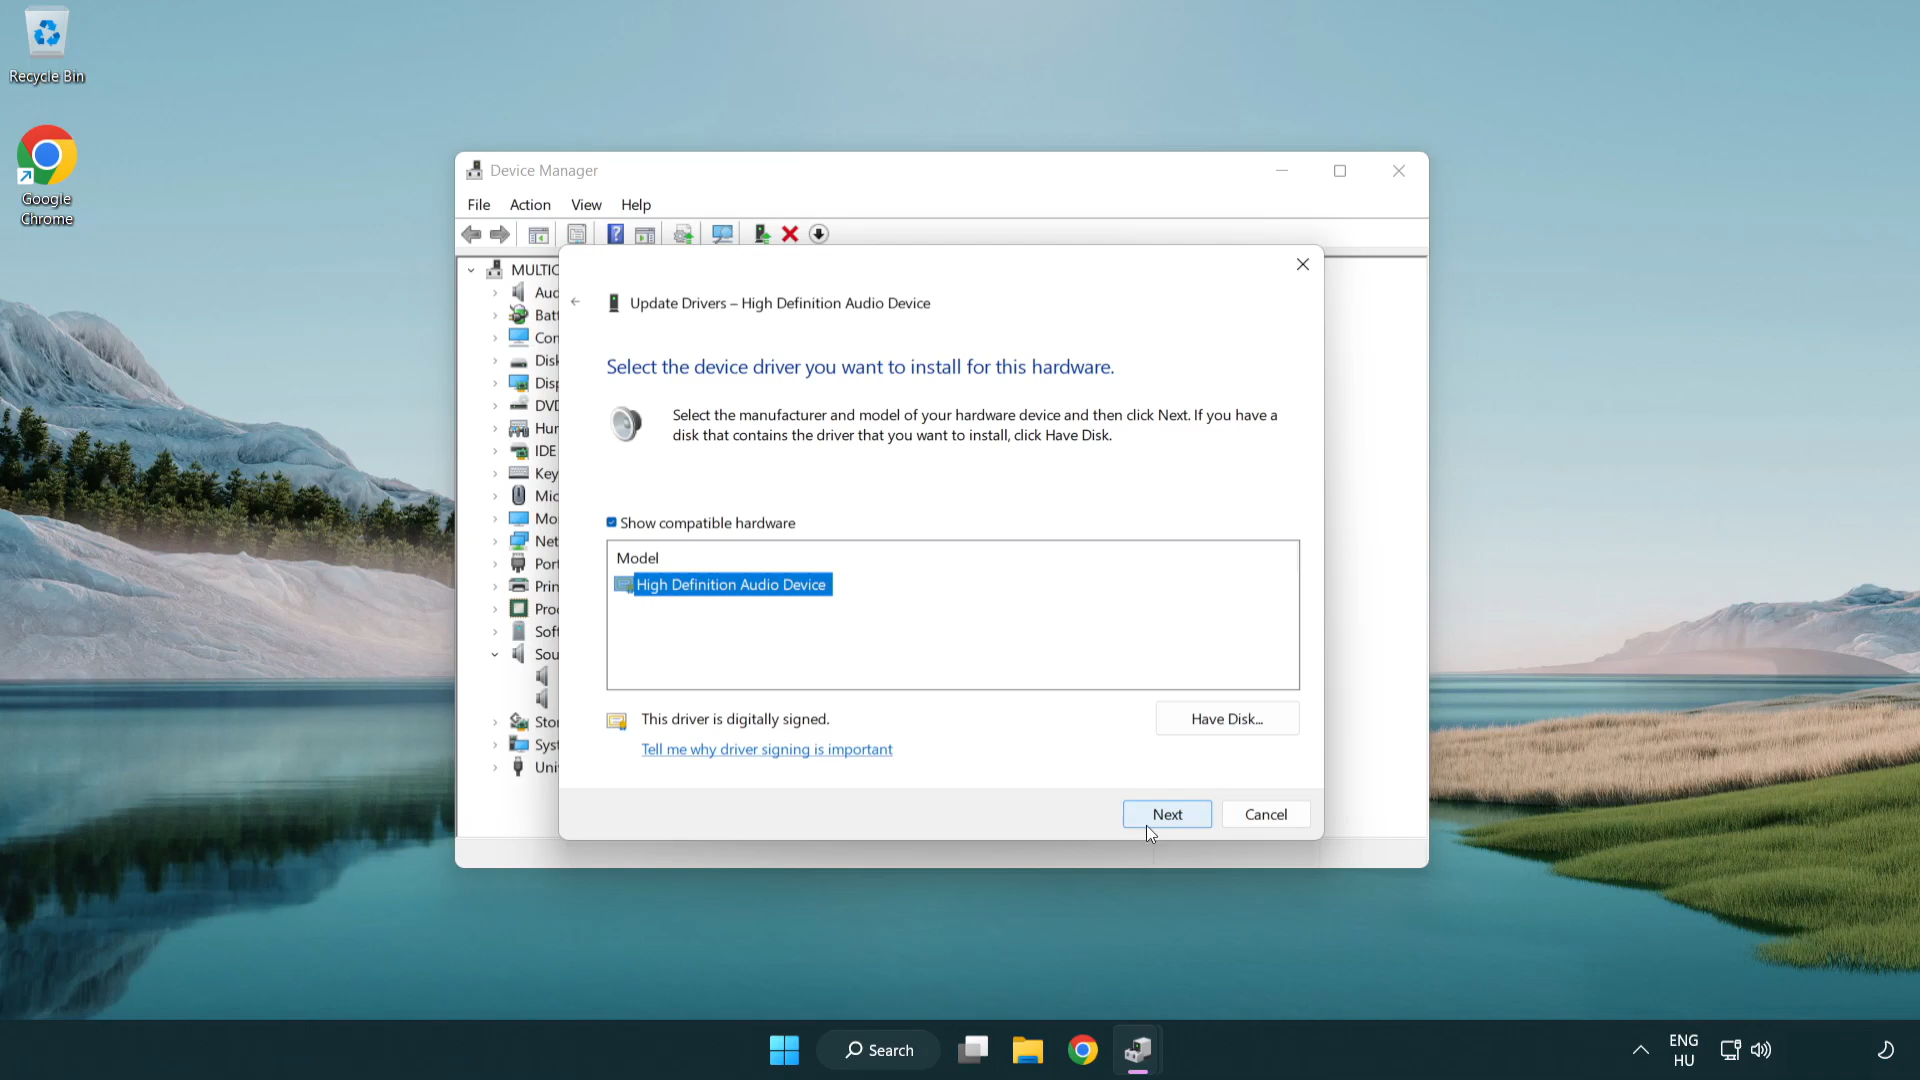 Recycle Bin
Google
Chrome
Device Manager
File Action View Help
MULTIC
Aud
Batt
Con
Disk
Disp
DVD
Hum
IDE
Key
Mic
Mo
Net
Port
Prin
Proc
Soft
Sou
Stor
Syst
Uni
Update Drivers – High Definition Audio Device
Select the device driver you want to install for this hardware.
Select the manufacturer and model of your hardware device and then click Next. If you have a
disk that contains the driver that you want to install, click Have Disk.
Show compatible hardware
Model
High Definition Audio Device
This driver is digitally signed.
Have Disk...
Tell me why driver signing is important
Next
Cancel
Search
ENG
HU